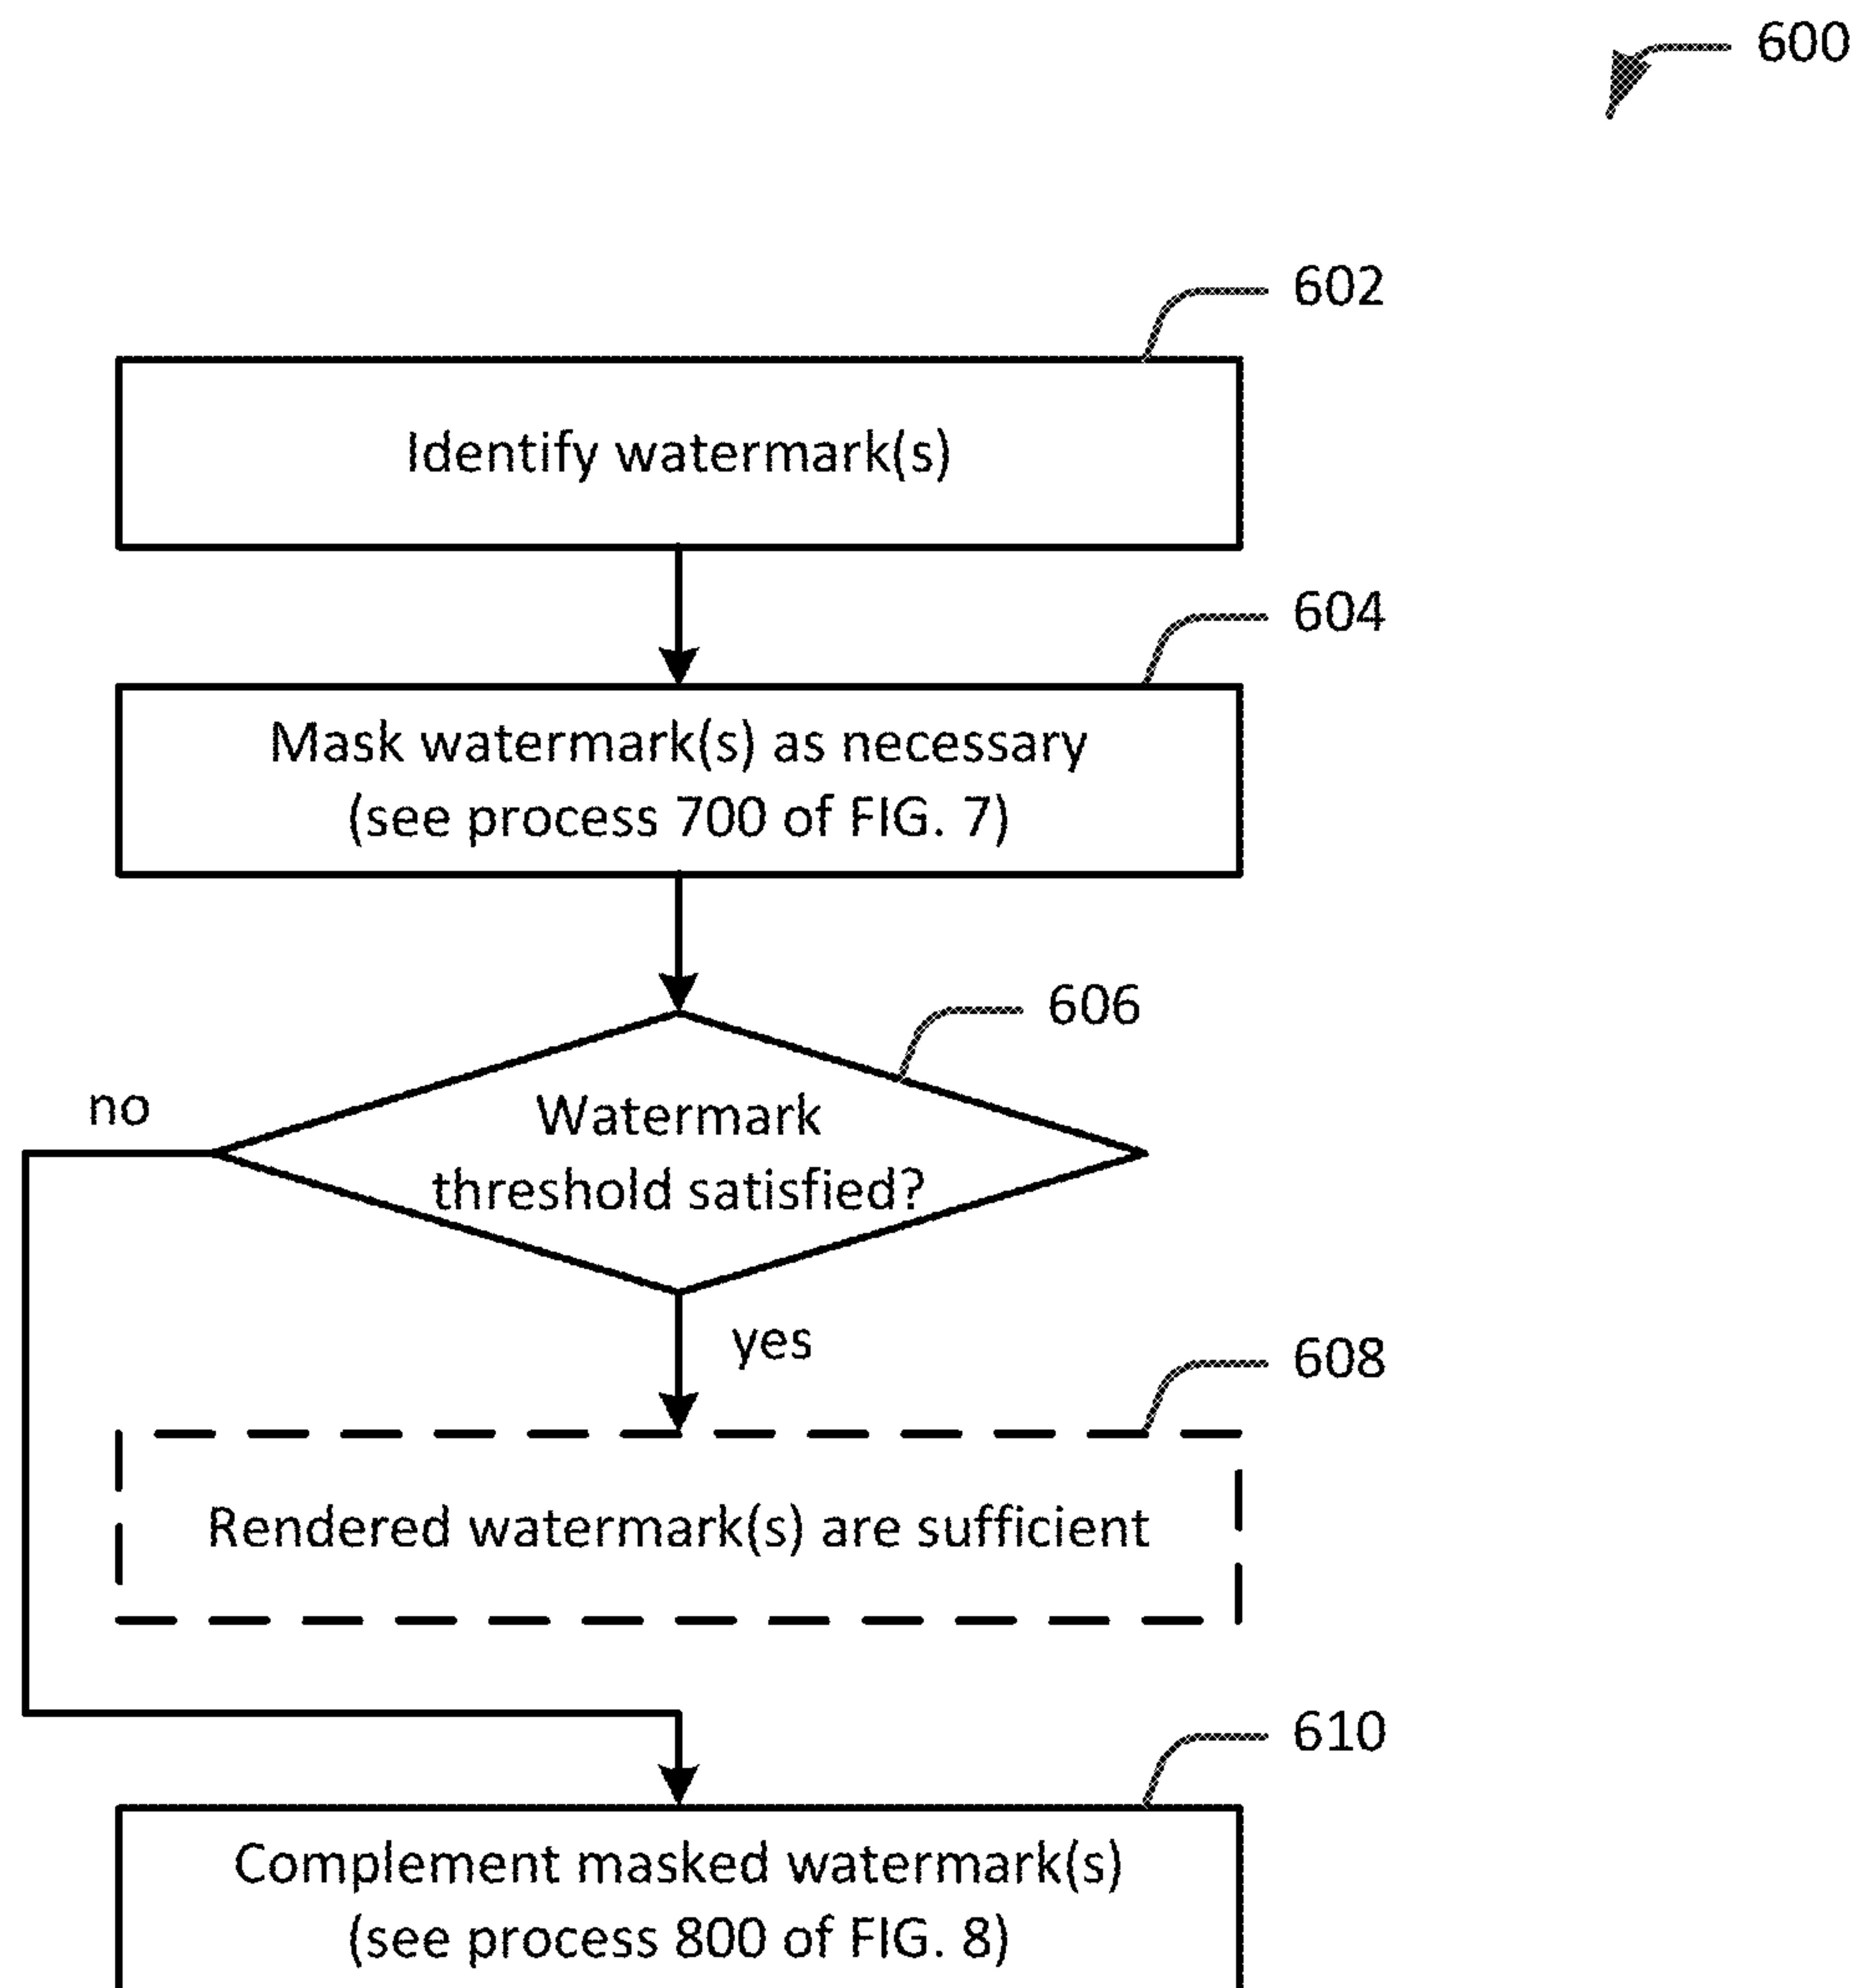 600
602
Identify watermark(s)
604
Mask watermark(s) as necessary
(see process 700 of FIG. 7)
606
no
Watermark
threshold satisfied?
yes
608
Rendered watermark(s) are sufficient
610
Complement masked watermark(s)
(see process 800 of FIG. 8)